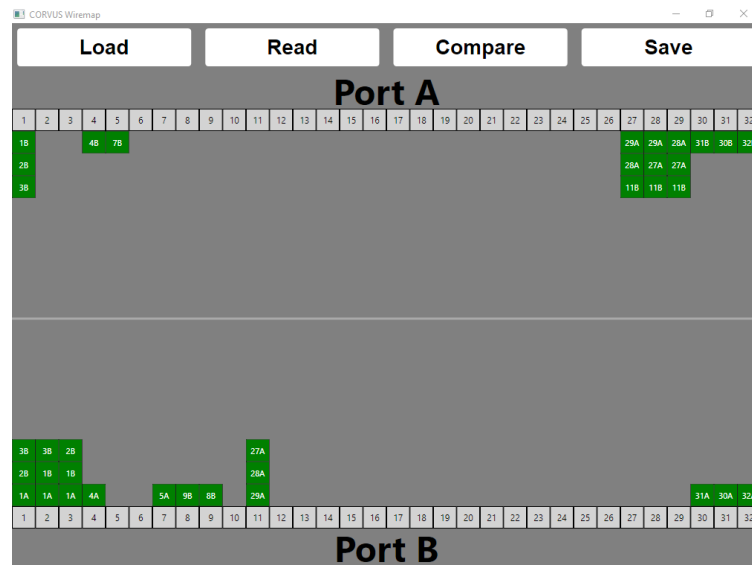 CORVUS Wiremap
Load Read Compare Save
Port A
1 2 3 4 5 6 7 8 9 10 11 12 13 14 15 16 17 18 19 20 21 22 23 24 25 26 27 28 29 30 31 32
1B 4B 7B 29A 29A 28A 31B 30B 32B
2B 28A 27A 27A
3B 11B 11B 11B
3B 3B 2B 27A
2B 1B 1B 28A
1A 1A 1A 4A 5A 9B 8B 29A 31A 30A 32A
1 2 3 4 5 6 7 8 9 10 11 12 13 14 15 16 17 18 19 20 21 22 23 24 25 26 27 28 29 30 31 32
Port B